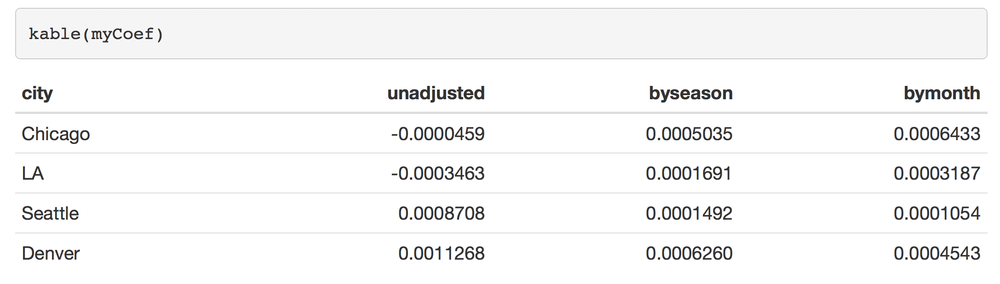 kable(myCoef)
city unadjusted byseason bymonth
Chicago -0.0000459 0.0005035 0.0006433
LA -0.0003463 0.0001691 0.0003187
Seattle 0.0008708 0.0001492 0.0001054
Denver 0.0011268 0.0006260 0.0004543